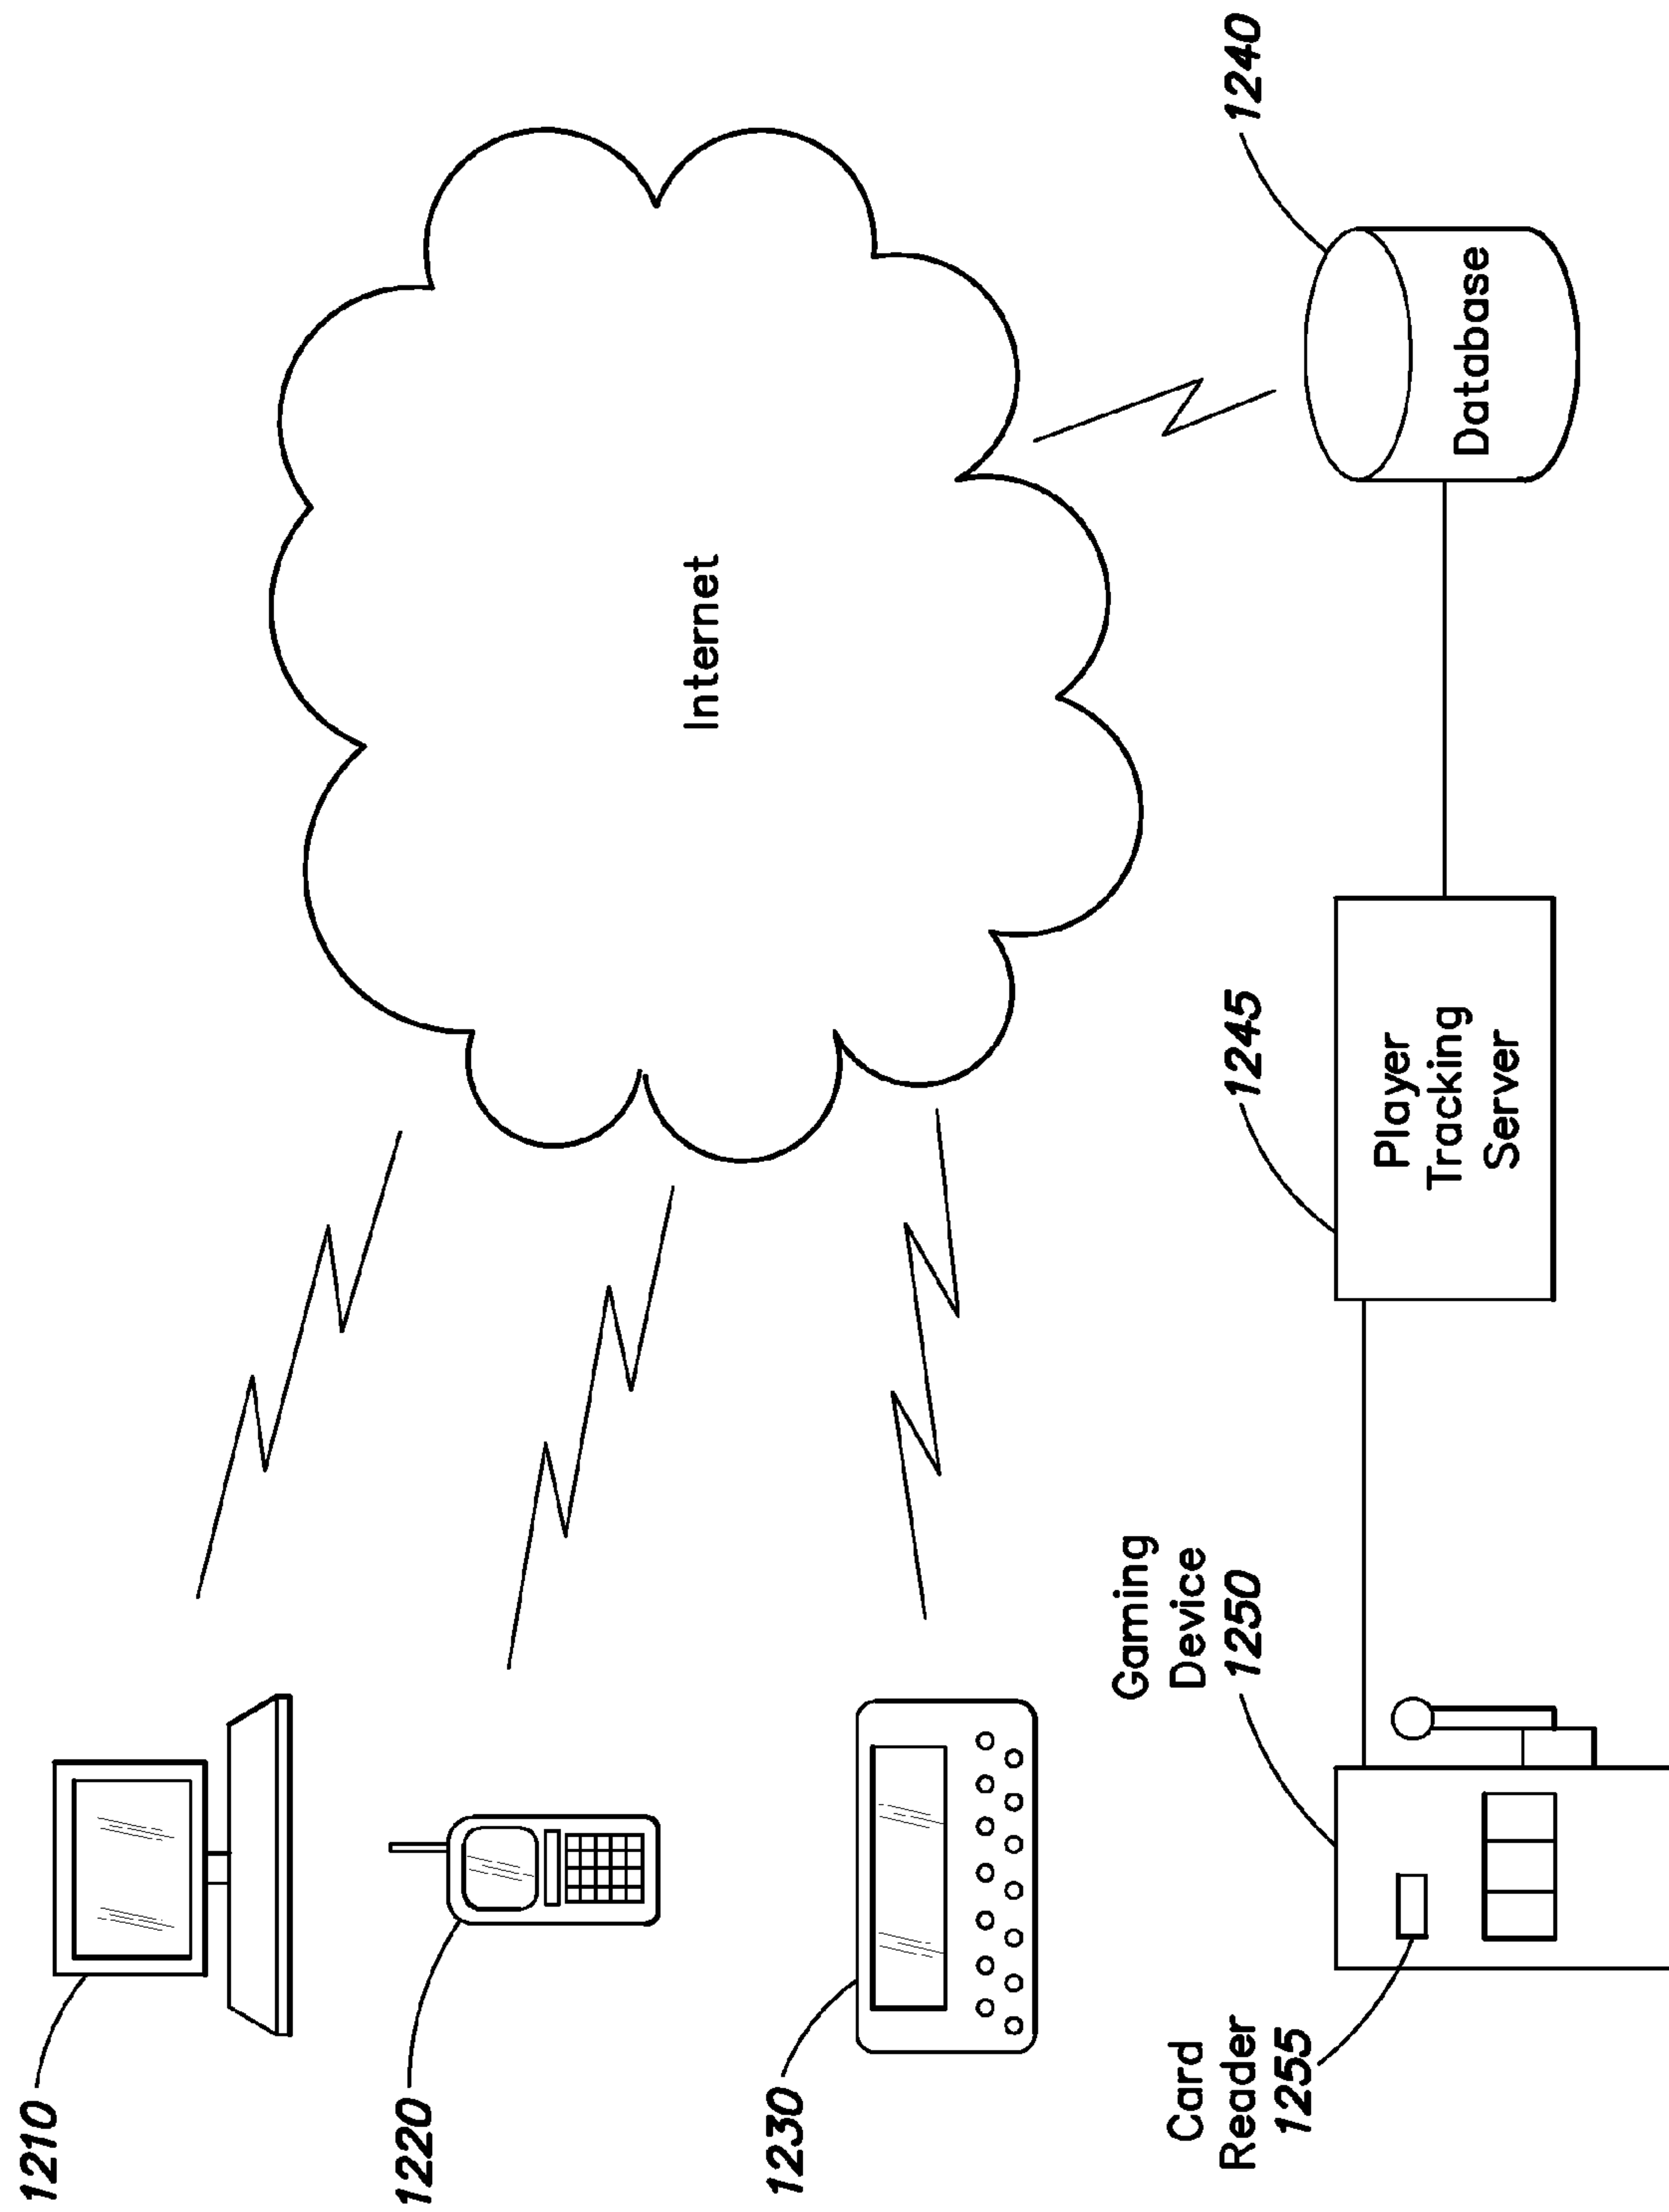 1210
1220
1230
Internet
Card
Reader
1255
Gaming
Device
1250
1245
Player
Tracking
Server
1240
Database